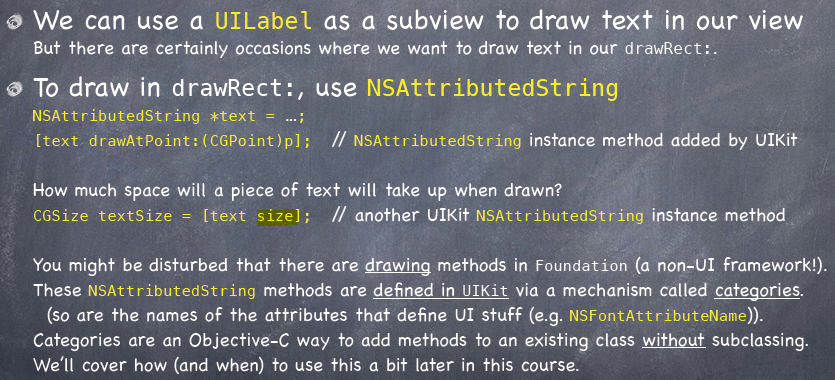 We can use a UILabel as a subview to draw text in our view
But there are certainly occasions where we want to draw text in our drawRect:.
To draw in drawRect:, use NSAttributedString
NSAttributedString *text = …;
[text drawAtPoint:(CGPoint)p]; // NSAttributedString instance method added by UIKit
How much space will a piece of text will take up when drawn?
CGSize textSize = [text size]; // another UIKit NSAttributedString instance method
You might be disturbed that there are drawing methods in Foundation (a non-UI framework!).
These NSAttributedString methods are defined in UIKit via a mechanism called categories.
(so are the names of the attributes that define UI stuff (e.g. NSFontAttributeName)).
Categories are an Objective-C way to add methods to an existing class without subclassing.
We'll cover how (and when) to use this a bit later in this course.